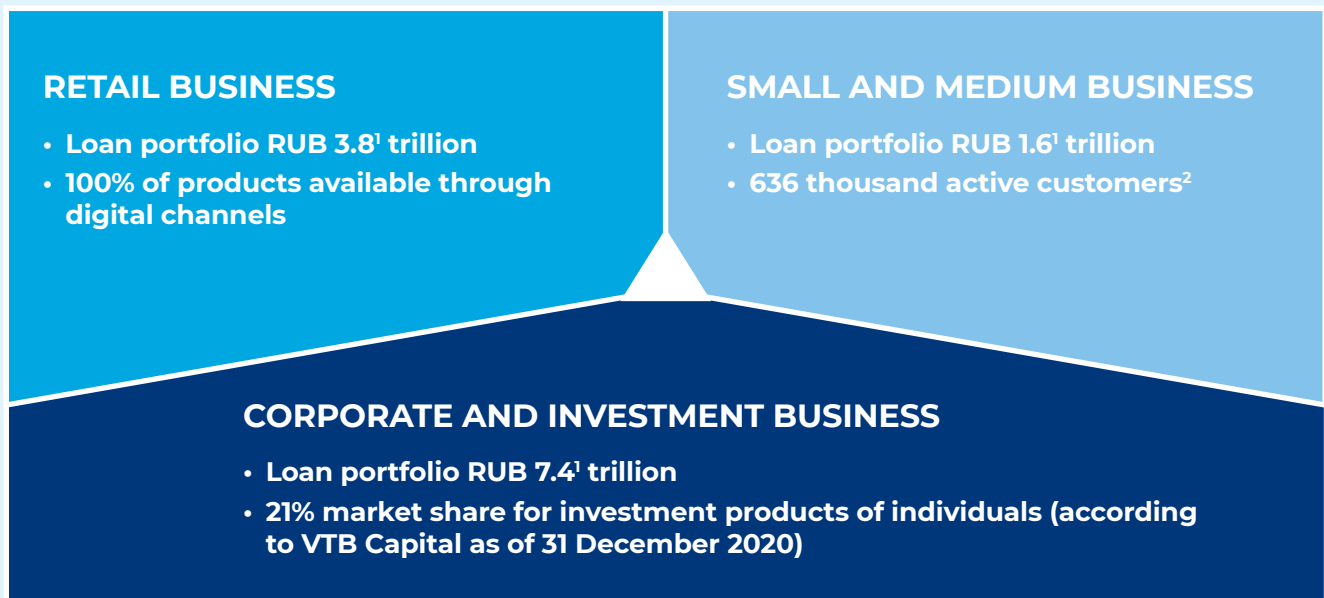 RETAIL BUSINESS
• Loan portfolio RUB 3.8¹ trillion
• 100% of products available through
digital channels
SMALL AND MEDIUM BUSINESS
• Loan portfolio RUB 1.6¹ trillion
• 636 thousand active customers²
CORPORATE AND INVESTMENT BUSINESS
• Loan portfolio RUB 7.4¹ trillion
• 21% market share for investment products of individuals (according
to VTB Capital as of 31 December 2020)